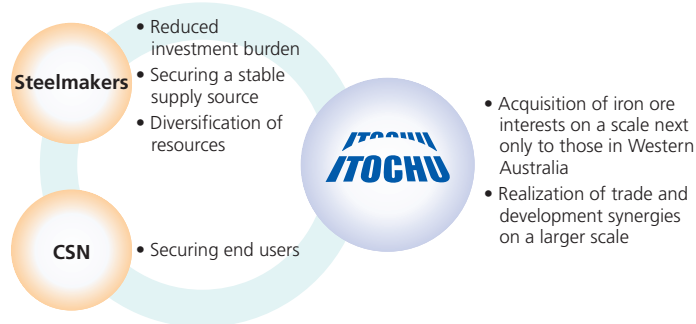 Steelmakers
• Reduced
investment burden
• Securing a stable
supply source
• Diversification of
resources
CSN
• Securing end users
ITOCHU
ITOCHU
• Acquisition of iron ore
interests on a scale next
only to those in Western
Australia
• Realization of trade and
development synergies
on a larger scale